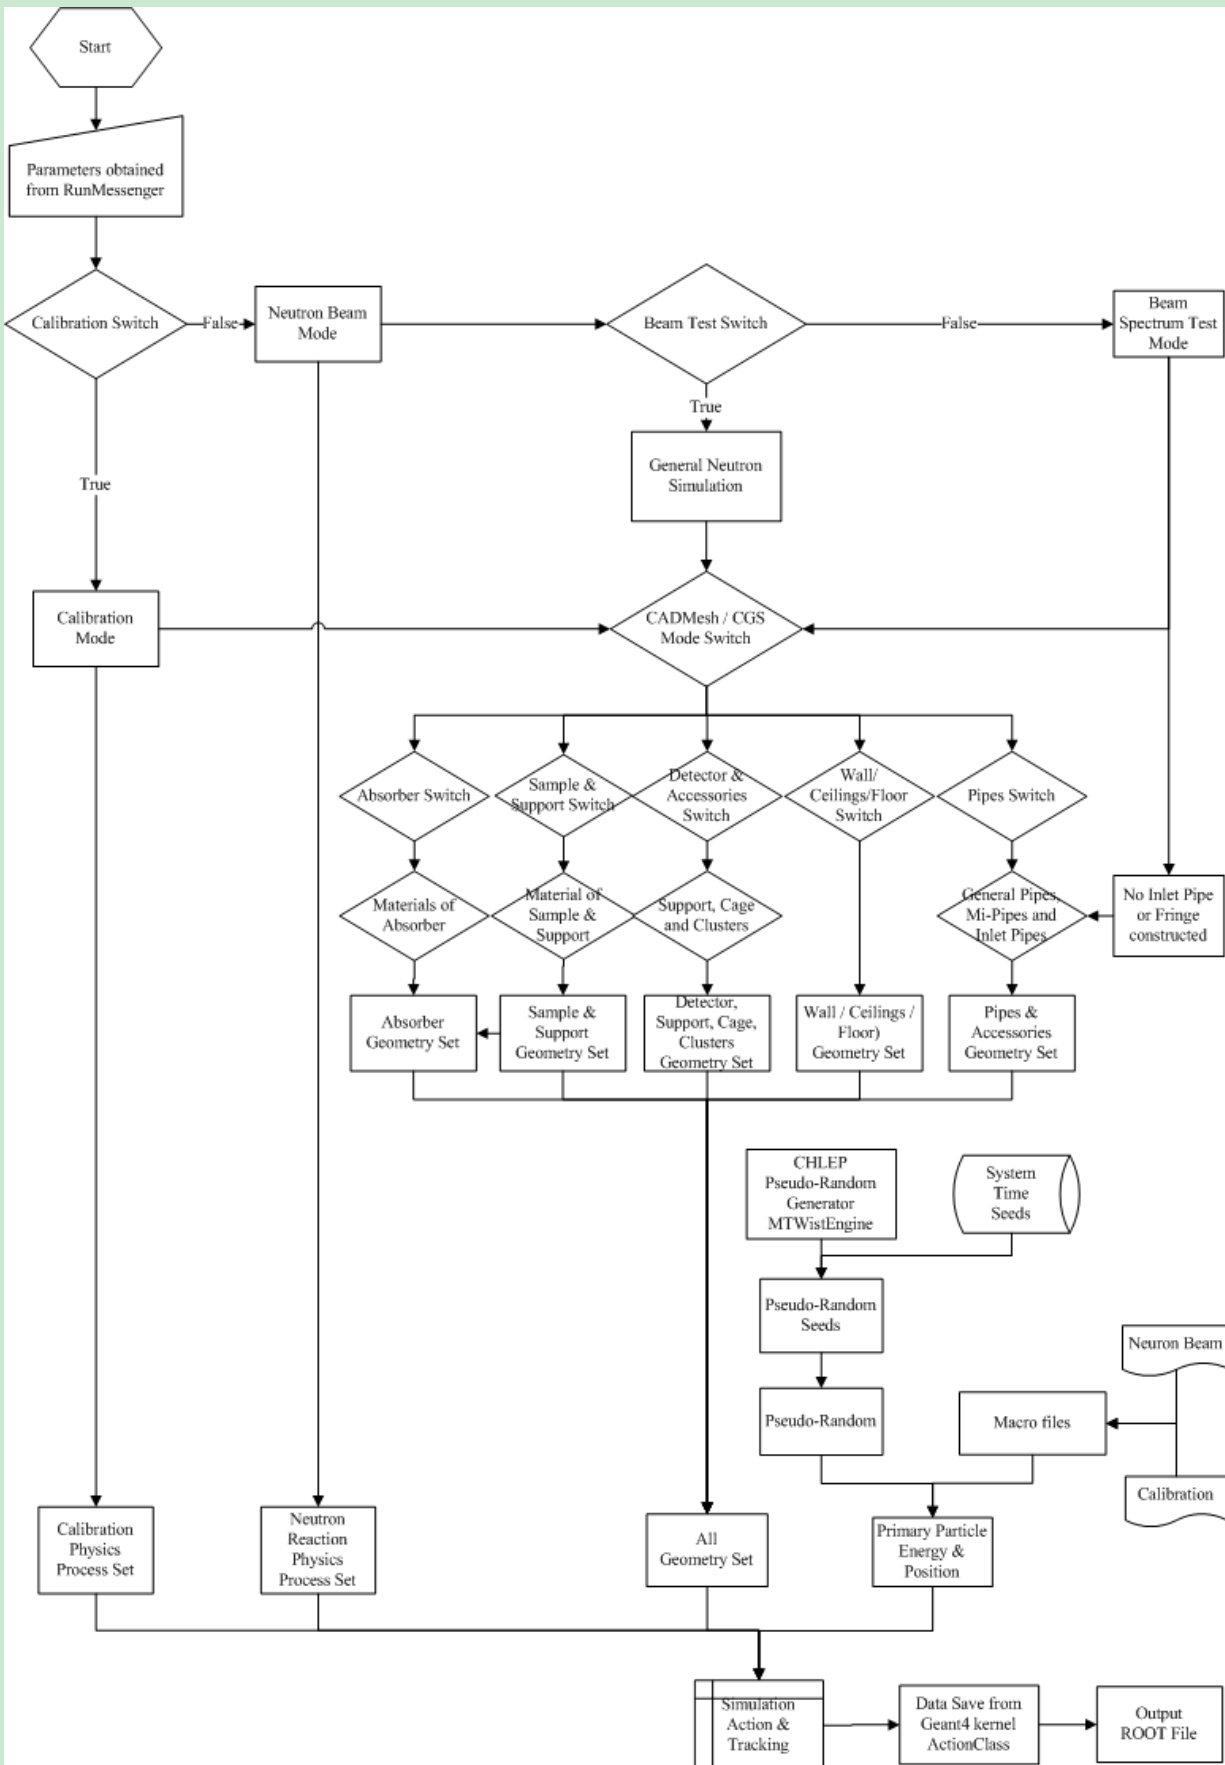 Start
Parameters obtained
from RunMessenger
Calibration Switch
False
Neutron Beam
Mode
Beam Test Switch
False
Beam
Spectrum Test
Mode
True
General Neutron
Simulation
True
Calibration
Mode
CADMesh / CGS
Mode Switch
Absorber Switch
Sample &
Support Switch
Detector &
Accessories
Switch
Wall/
Ceilings/Floor
Switch
Pipes Switch
Materials of
Absorber
Material of
Sample &
Support
Support, Cage
and Clusters
General Pipes,
Mi-Pipes and
Inlet Pipes
No Inlet Pipe
or Fringe
constructed
Absorber
Geometry Set
Sample &
Support
Geometry Set
Detector,
Support, Cage,
Clusters
Geometry Set
Wall / Ceilings /
Floor)
Geometry Set
Pipes &
Accessories
Geometry Set
CHLEP
Pseudo-Random
Generator
MTWistEngine
System
Time
Seeds
Pseudo-Random
Seeds
Neuron Beam
Pseudo-Random
Macro files
Calibration
Calibration
Physics
Process Set
Neutron
Reaction
Physics
Process Set
All
Geometry Set
Primary Particle
Energy &
Position
Simulation
Action &
Tracking
Data Save from
Geant4 kernel
ActionClass
Output
ROOT File